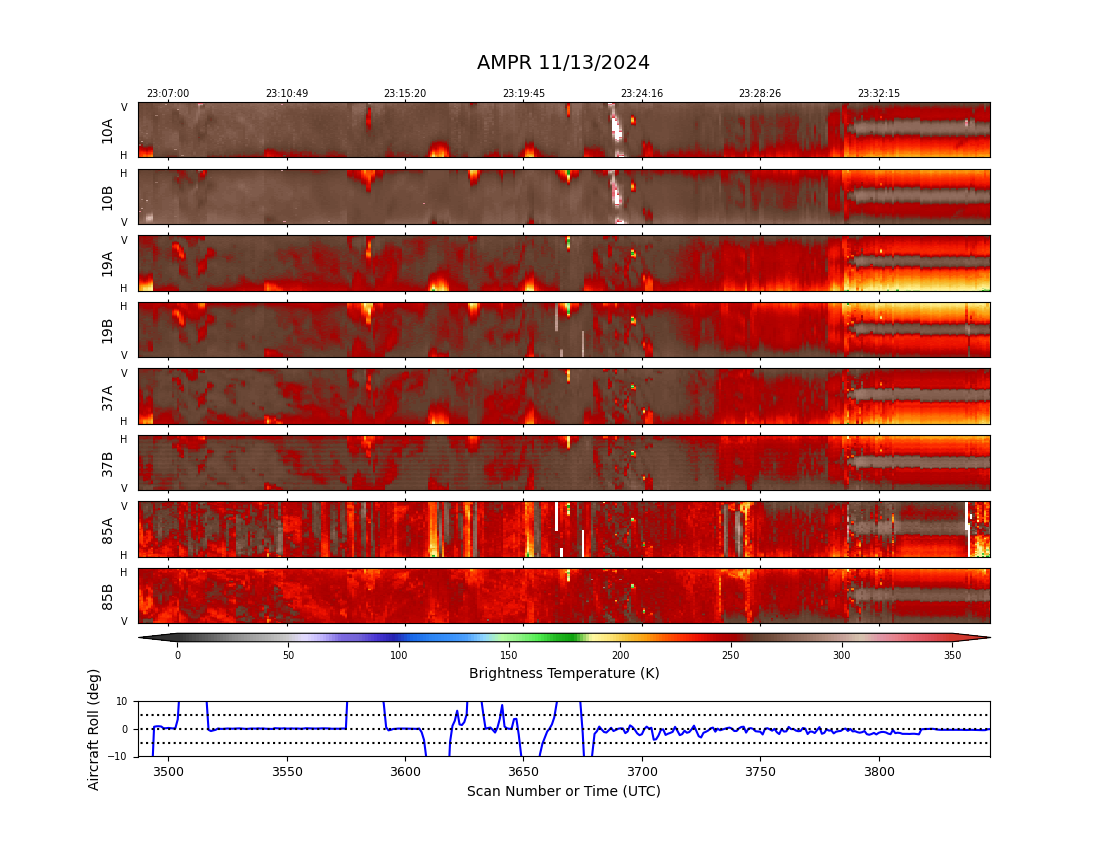 AMPR 11/13/2024
23:07:00 23:10:49 23:15:20 23:19:45 23:24:16 23:28:26 23:32:15
V
10A
H
H
10B
V
V
19A
H
H
19B
V
V
37A
H
H
37B
V
V
85A
H
H
85B
V
0 50 100 150 200 250 300 350
Brightness Temperature (K)
Aircraft Roll (deg)
10
0
−10
3500 3550 3600 3650 3700 3750 3800
Scan Number or Time (UTC)